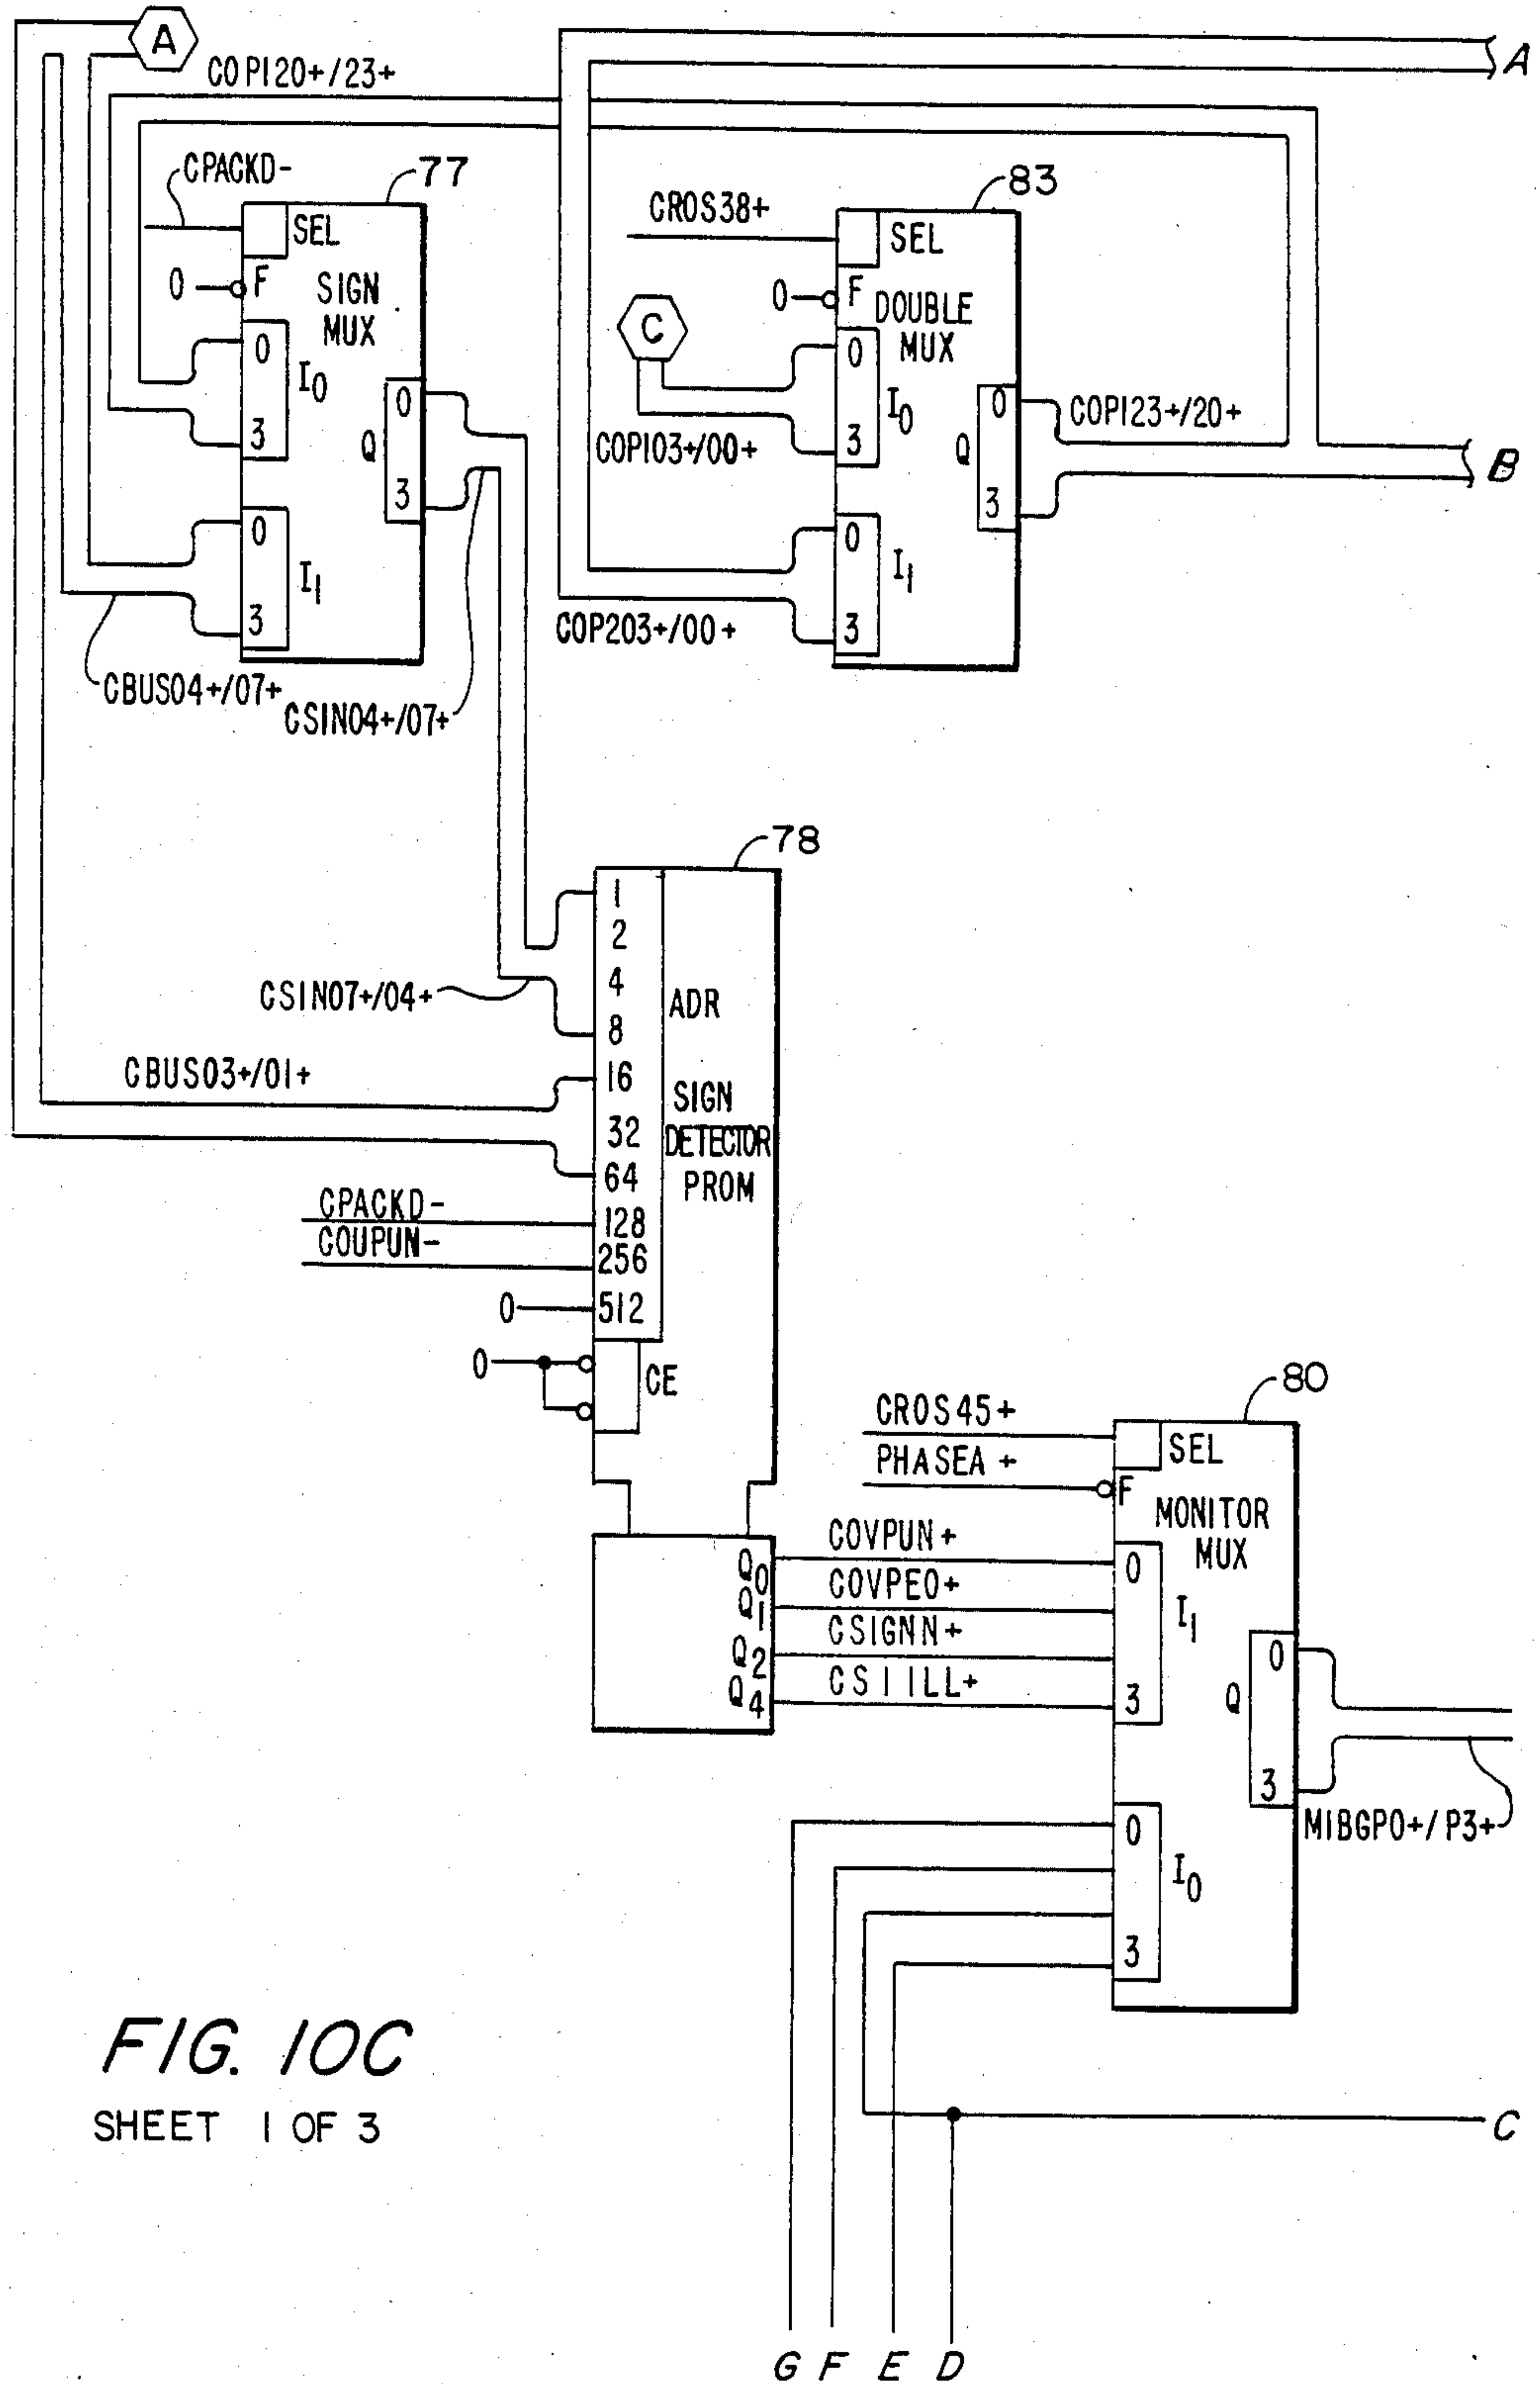 A
A
COP120+/23+
CPACKD-
77
SEL
0
F
SIGN
MUX
0
I0
3
Q
0
3
0
I1
3
CBUS04+/07+
CSIN04+/07+
CROS38+
83
SEL
0
F
DOUBLE
MUX
C
0
I0
3
COP103+/00+
Q
0
3
COP123+/20+
B
0
I1
3
COP203+/00+
78
1
2
4
8
16
32
64
128
256
512
ADR
SIGN
DETECTOR
PROM
CSIN07+/04+
CBUS03+/01+
CPACKD-
COUPUN-
0
0
CE
Q0
Q1
Q2
Q4
COVPUN+
COVPEO+
CSIGNN+
CSIILL+
80
CROS45+
PHASEA+
SEL
F
MONITOR
MUX
0
I1
3
Q
0
3
MIBGP0+/P3+
0
I0
3
C
FIG. 10C
SHEET 1 OF 3
G F E D